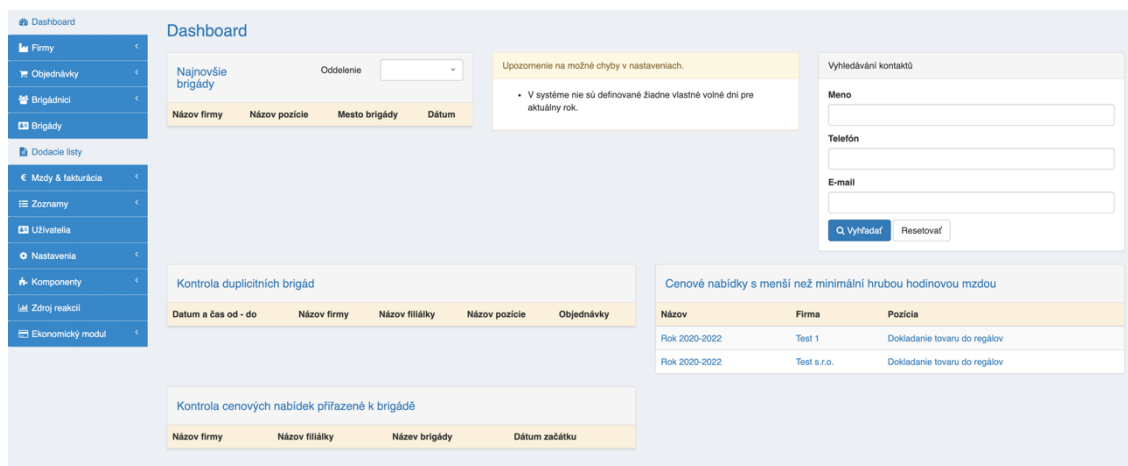 Dashboard
Firmy
Objednávky
Brigádnici
Brigády
Dodacie listy
Mzdy & fakturácia
Zoznamy
Užívatelia
Nastavenia
Komponenty
Zdroj reakcií
Ekonomický modul
Dashboard
Najnovšie
brigády
Oddelenie
Názov firmy Názov pozície Mesto brigády Dátum
Upozornenie na možné chyby v nastaveniach.
• V systéme nie sú definované žiadne vlastné volné dni pre
aktuálny rok.
Vyhledávání kontaktů
Meno
Telefón
E-mail
Vyhľadať Resetovať
Kontrola duplicitních brigád
Datum a čas od - do Názov firmy Názov filiálky Názov pozície Objednávky
Cenové nabídky s menší než minimální hrubou hodinovou mzdou
Názov Firma Pozícia
Rok 2020-2022 Test 1 Dokladanie tovaru do regálov
Rok 2020-2022 Test s.r.o. Dokladanie tovaru do regálov
Kontrola cenových nabídek přiřazené k brigádě
Názov firmy Názov filiálky Název brigády Dátum začátku